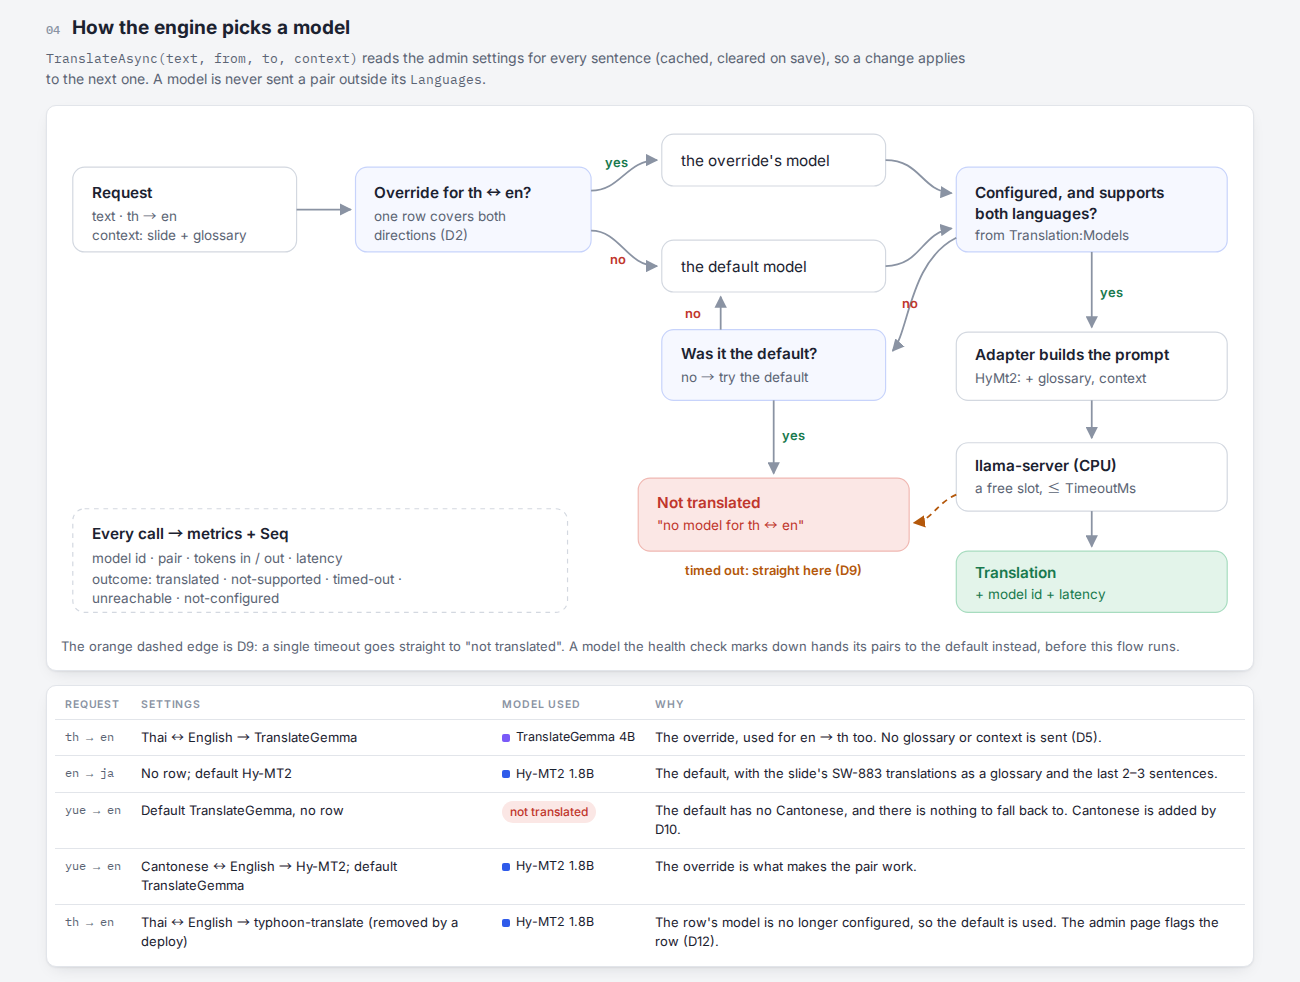 04 How the engine picks a model
TranslateAsync(text, from, to, context) reads the admin settings for every sentence (cached, cleared on save), so a change applies
to the next one. A model is never sent a pair outside its Languages.
Request
text · th → en
context: slide + glossary
Override for th ↔ en?
one row covers both
directions (D2)
yes
no
the override's model
the default model
Configured, and supports
both languages?
from Translation:Models
no
no
yes
Was it the default?
no → try the default
yes
Adapter builds the prompt
HyMt2: + glossary, context
llama-server (CPU)
a free slot, ≤ TimeoutMs
Not translated
"no model for th ↔ en"
timed out: straight here (D9)
Translation
+ model id + latency
Every call → metrics + Seq
model id · pair · tokens in / out · latency
outcome: translated · not-supported · timed-out ·
unreachable · not-configured
The orange dashed edge is D9: a single timeout goes straight to "not translated". A model the health check marks down hands its pairs to the default instead, before this flow runs.
REQUEST SETTINGS MODEL USED WHY
th → en Thai ↔ English → TranslateGemma TranslateGemma 4B The override, used for en → th too. No glossary or context is sent (D5).
en → ja No row; default Hy-MT2 Hy-MT2 1.8B The default, with the slide's SW-883 translations as a glossary and the last 2–3 sentences.
yue → en Default TranslateGemma, no row not translated The default has no Cantonese, and there is nothing to fall back to. Cantonese is added by
D10.
yue → en Cantonese ↔ English → Hy-MT2; default Hy-MT2 1.8B The override is what makes the pair work.
TranslateGemma
th → en Thai ↔ English → typhoon-translate (removed by a Hy-MT2 1.8B The row's model is no longer configured, so the default is used. The admin page flags the
deploy) row (D12).